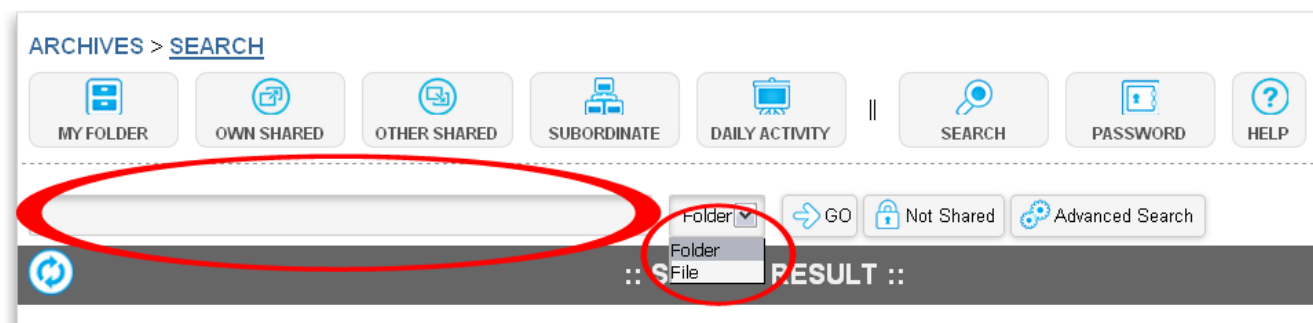 ARCHIVES > SEARCH
MY FOLDER OWN SHARED OTHER SHARED SUBORDINATE DAILY ACTIVITY || SEARCH PASSWORD HELP
Folder GO Not Shared Advanced Search
Folder
File
:: S RESULT ::